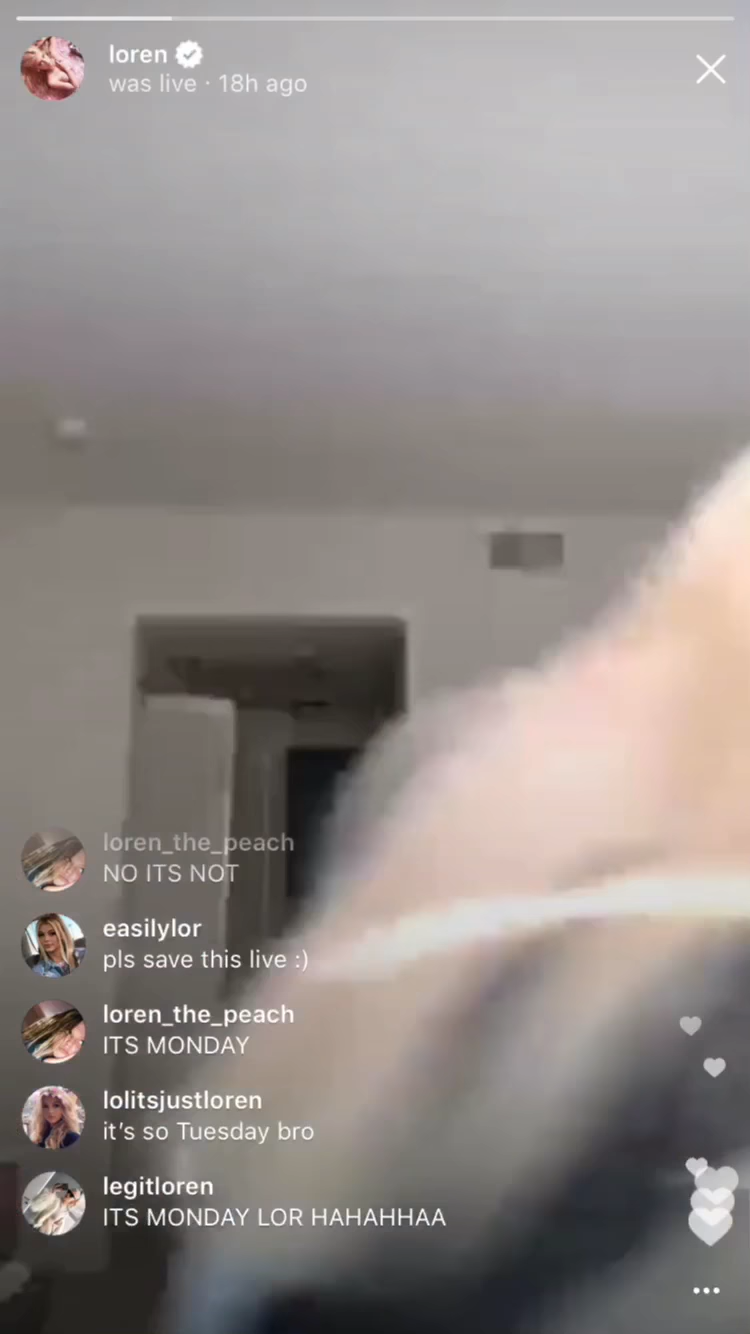 loren
was live · 18h ago
loren_the_peach
NO ITS NOT
easilylor
pls save this live :)
loren_the_peach
ITS MONDAY
lolitsjustloren
it's so Tuesday bro
legitloren
ITS MONDAY LOR HAHAHHAA